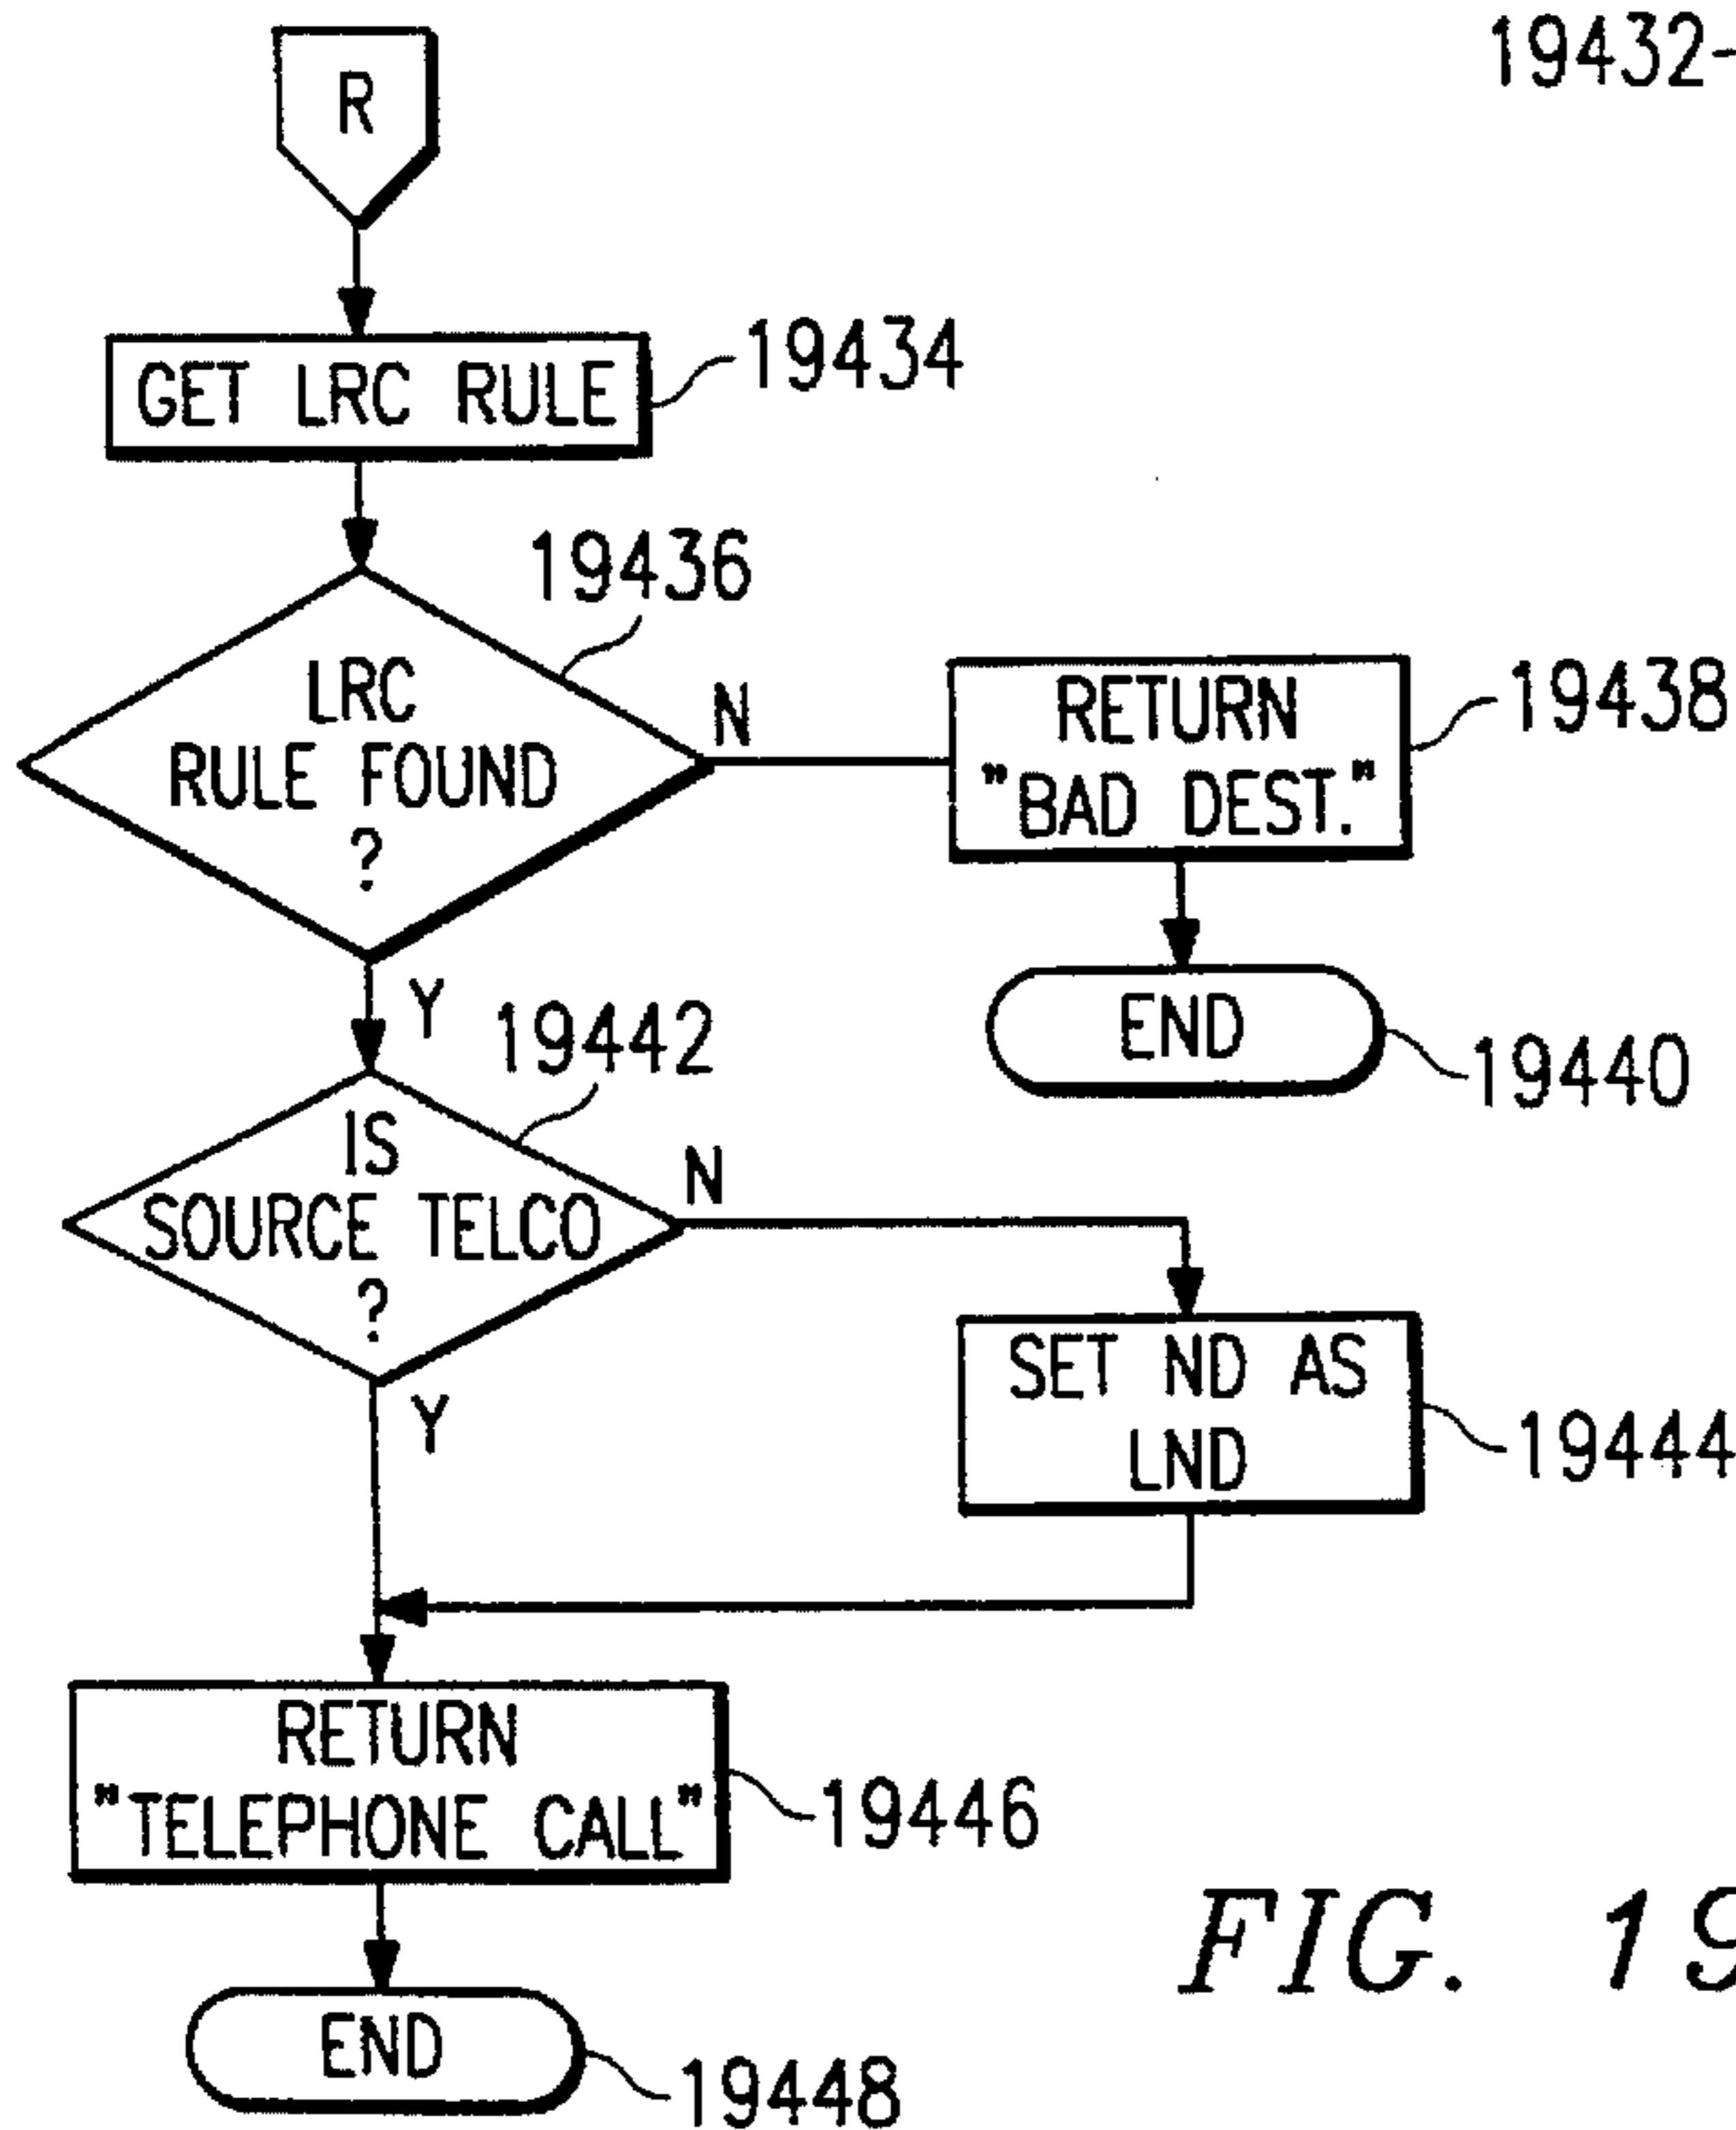 R
19432
GET LRC RULE
19434
19436
LRC
RULE FOUND
?
N
RETURN
"BAD DEST."
19438
END
19440
Y
19442
IS
SOURCE TELCO
?
N
SET ND AS
LND
19444
Y
RETURN
"TELEPHONE CALL"
19446
END
19448
FIG. 19